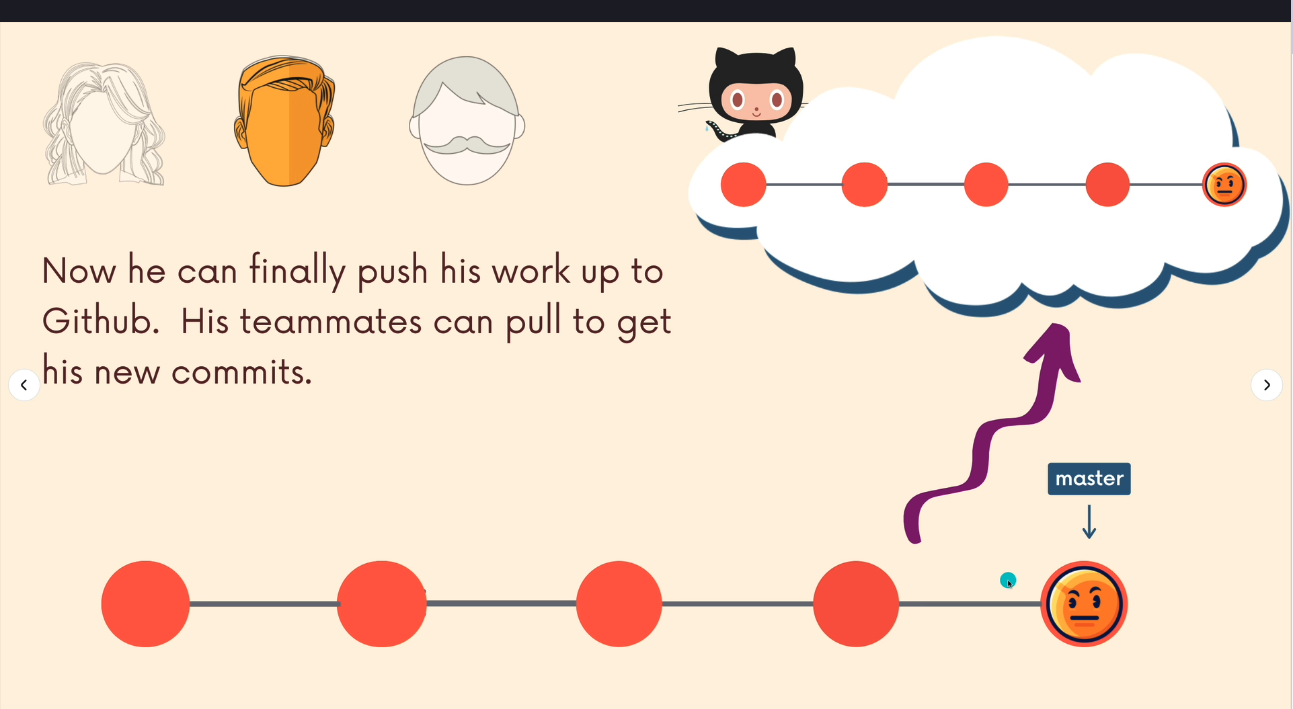 Now he can finally push his work up to
Github. His teammates can pull to get
his new commits.
master